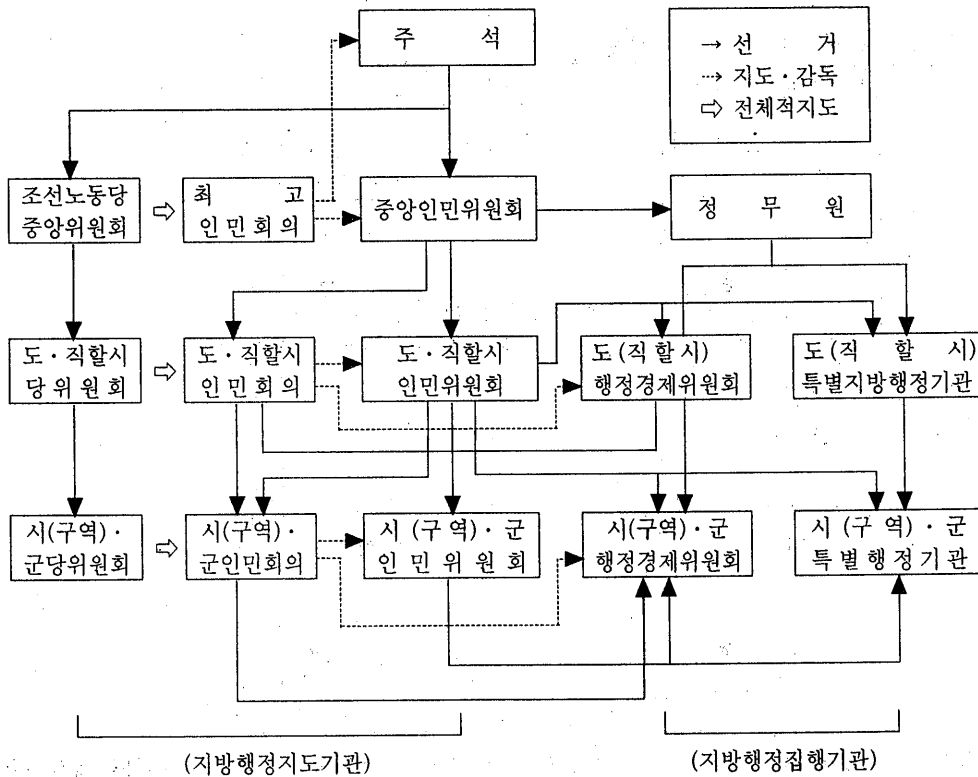 주 석
→ 선 거
⇢ 지도·감독
⇨ 전체적지도
조선노동당
중앙위원회
⇨
최 고
인민회의
중앙인민위원회
정 무 원
도·직할시
당위원회
⇨
도·직할시
인민회의
도·직할시
인민위원회
도(직할시)
행정경제위원회
도(직 할 시)
특별지방행정기관
시(구역)·
군당위원회
⇨
시(구역)·
군인민회의
시(구역)·군
인민위원회
시(구역)·군
행정경제위원회
시(구역)·군
특별행정기관
(지방행정지도기관)
(지방행정집행기관)